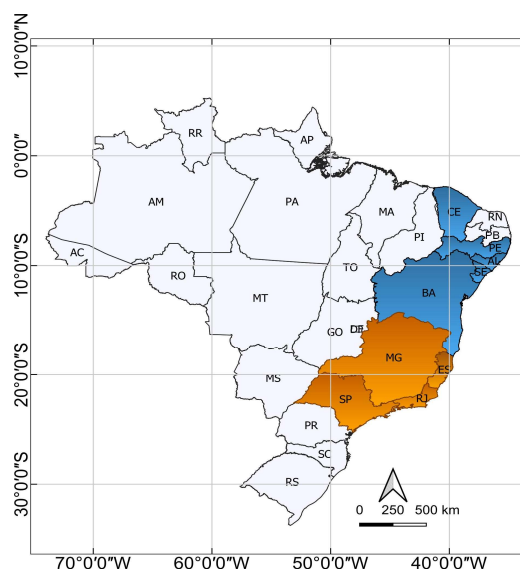 10°0'0"N
0°0'0"
10°0'0"S
20°0'0"S
30°0'0"S
RR
AP
AM
PA
MA
CE
RN
PB
PI
PE
AL
SE
AC
RO
TO
BA
MT
GO
DF
MG
ES
MS
SP
RJ
PR
SC
RS
0 250 500 km
70°0'0"W 60°0'0"W 50°0'0"W 40°0'0"W